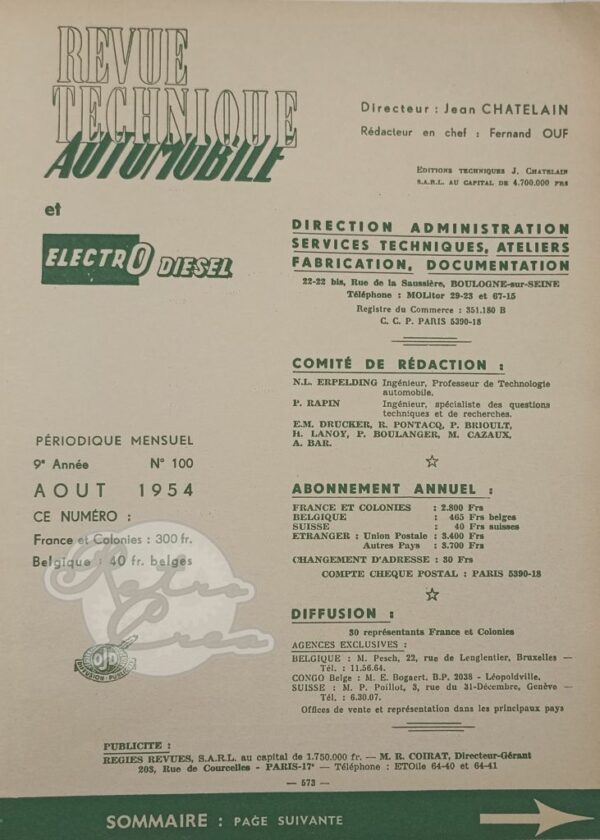 REVUE
TECHNIQUE
AUTOMOBILE
et
ELECTRO DIESEL
PÉRIODIQUE MENSUEL
9e Année N° 100
AOUT 1954
CE NUMÉRO :
France et Colonies : 300 fr.
Belgique : 40 fr. belges
Retro
Crea
OJD
DIFFUSION
Directeur : Jean CHATELAIN
Rédacteur en chef : Fernand OUF
EDITIONS TECHNIQUES J. CHATELAIN
S.A.R.L. AU CAPITAL DE 4.700.000 FRS
DIRECTION ADMINISTRATION
SERVICES TECHNIQUES, ATELIERS
FABRICATION, DOCUMENTATION
22-22 bis, Rue de la Saussière, BOULOGNE-sur-SEINE
Téléphone : MOLitor 29-23 et 67-15
Registre du Commerce : 351.180 B
C. C. P. PARIS 5390-18
COMITÉ DE RÉDACTION :
N.L. ERPELDING Ingénieur, Professeur de Technologie
automobile.
P. RAPIN Ingénieur, spécialiste des questions
techniques et de recherches.
E.M. DRUCKER, R. PONTACQ, P. BRIOULT,
H. LANOY, P. BOULANGER, M. CAZAUX,
A. BAR.
ABONNEMENT ANNUEL :
FRANCE ET COLONIES : 2.800 Frs
BELGIQUE : 465 Frs belges
SUISSE : 40 Frs suisses
ETRANGER : Union Postale : 3.400 Frs
Autres Pays : 3.700 Frs
CHANGEMENT D'ADRESSE : 30 Frs
COMPTE CHEQUE POSTAL : PARIS 5390-18
DIFFUSION :
30 représentants France et Colonies
AGENCES EXCLUSIVES :
BELGIQUE : M. Pesch, 22, rue de Lenglentier, Bruxelles —
Tél. : 11.56.64.
CONGO Belge : M. E. Bogaert, B.P. 2038 - Léopoldville.
SUISSE : M. P. Poillot, 3, rue du 31-Décembre, Genève —
Tél. : 6.30.07.
Offices de vente et représentation dans les principaux pays
PUBLICITE :
REGIES REVUES, S.A.R.L. au capital de 1.750.000 fr. — M. R. COIRAT, Directeur-Gérant
203, Rue de Courcelles - PARIS-17e — Téléphone : ETOile 64-40 et 64-41
— 573 —
SOMMAIRE : PAGE SUIVANTE